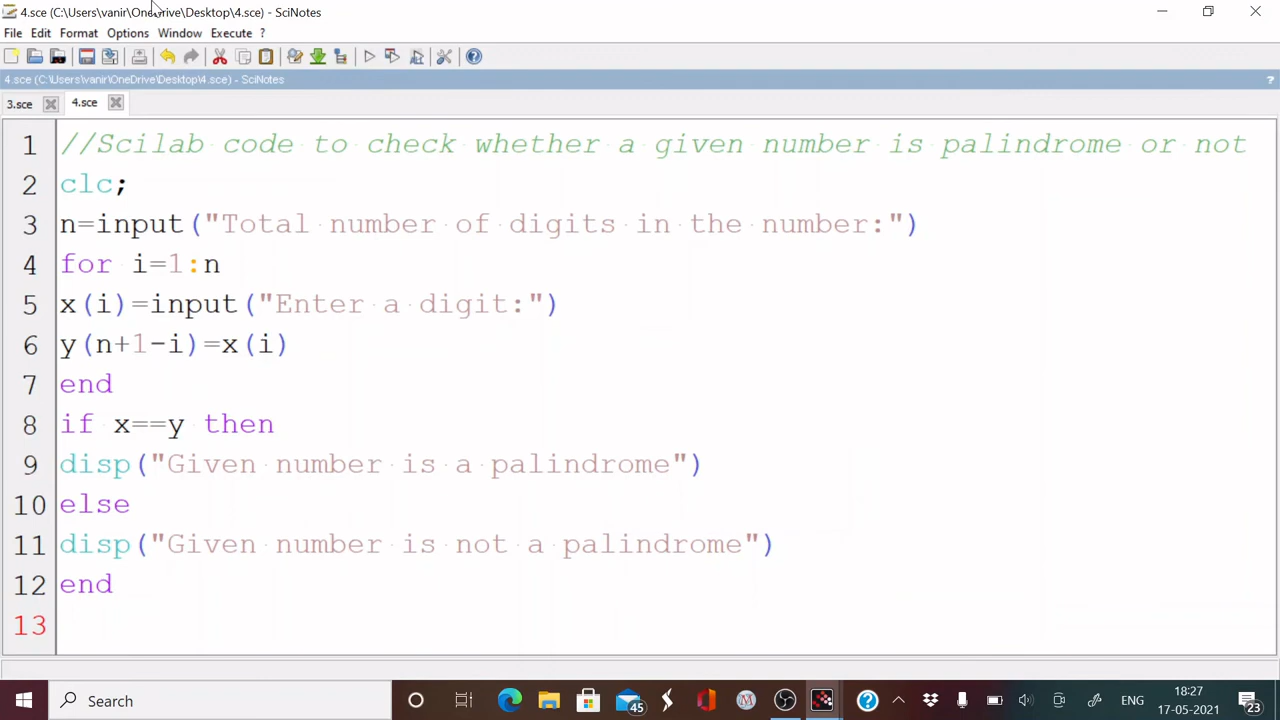 4.sce (C:\Users\vanir\OneDrive\Desktop\4.sce) - SciNotes
File Edit Format Options Window Execute ?
4.sce (C:\Users\vanir\OneDrive\Desktop\4.sce) - SciNotes ?
3.sce 4.sce
1 //Scilab code to check whether a given number is palindrome or not
2 clc;
3 n=input("Total number of digits in the number:")
4 for i=1:n
5 x(i)=input("Enter a digit:")
6 y(n+1-i)=x(i)
7 end
8 if x==y then
9 disp("Given number is a palindrome")
10 else
11 disp("Given number is not a palindrome")
12 end
13
Search 45 ENG 18:27 23
17-05-2021